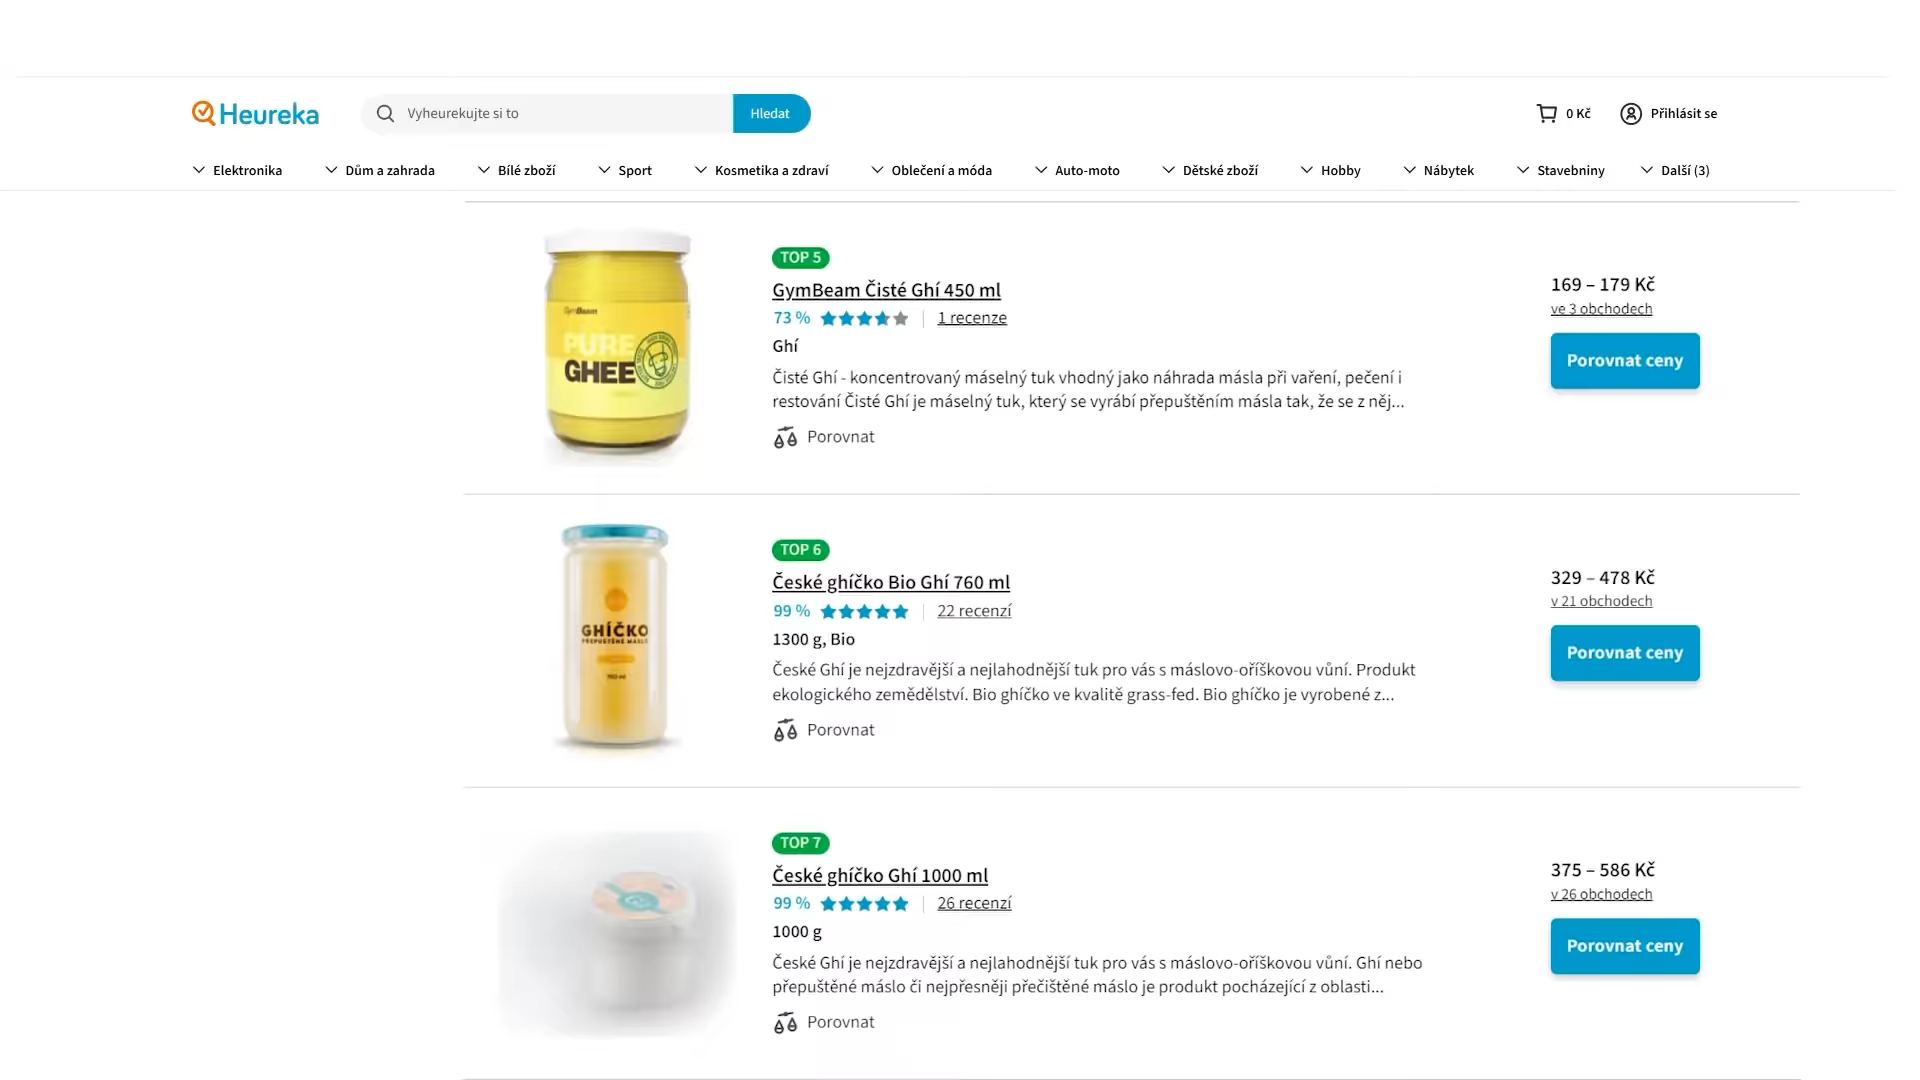 Heureka
Vyheurekujte si to
Hledat
0 Kč
Přihlásit se
Elektronika
Dům a zahrada
Bílé zboží
Sport
Kosmetika a zdraví
Oblečení a móda
Auto-moto
Dětské zboží
Hobby
Nábytek
Stavebniny
Další (3)
GymBeam
PURE
GHEE
TOP 5
GymBeam Čisté Ghí 450 ml
73 %
1 recenze
Ghí
Čisté Ghí - koncentrovaný máselný tuk vhodný jako náhrada másla při vaření, pečení i
restování Čisté Ghí je máselný tuk, který se vyrábí přepuštěním másla tak, že se z něj...
Porovnat
169 – 179 Kč
ve 3 obchodech
Porovnat ceny
GHÍČKO
PŘEPUŠTĚNÉ MÁSLO
760 ml
TOP 6
České ghíčko Bio Ghí 760 ml
99 %
22 recenzí
1300 g, Bio
České Ghí je nejzdravější a nejlahodnější tuk pro vás s máslovo-oříškovou vůní. Produkt
ekologického zemědělství. Bio ghíčko ve kvalitě grass-fed. Bio ghíčko je vyrobené z...
Porovnat
329 – 478 Kč
v 21 obchodech
Porovnat ceny
TOP 7
České ghíčko Ghí 1000 ml
99 %
26 recenzí
1000 g
České Ghí je nejzdravější a nejlahodnější tuk pro vás s máslovo-oříškovou vůní. Ghí nebo
přepuštěné máslo či nejpřesněji přečištěné máslo je produkt pocházející z oblasti...
Porovnat
375 – 586 Kč
v 26 obchodech
Porovnat ceny